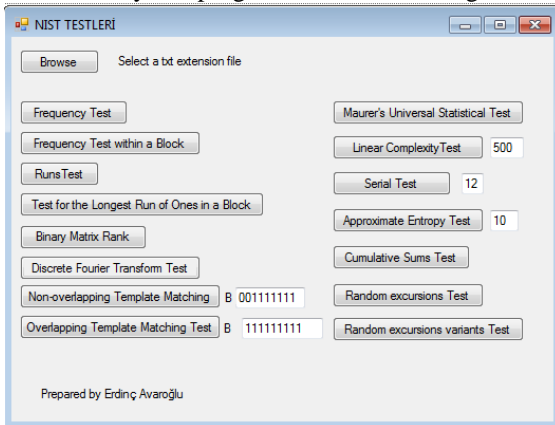 NIST TESTLERİ
Browse Select a txt extension file
Frequency Test
Frequency Test within a Block
RunsTest
Test for the Longest Run of Ones in a Block
Binary Matrix Rank
Discrete Fourier Transform Test
Non-overlapping Template Matching B 001111111
Overlapping Template Matching Test B 111111111
Maurer's Universal Statistical Test
Linear ComplexityTest 500
Serial Test 12
Approximate Entropy Test 10
Cumulative Sums Test
Random excursions Test
Random excursions variants Test
Prepared by Erdinç Avaroğlu